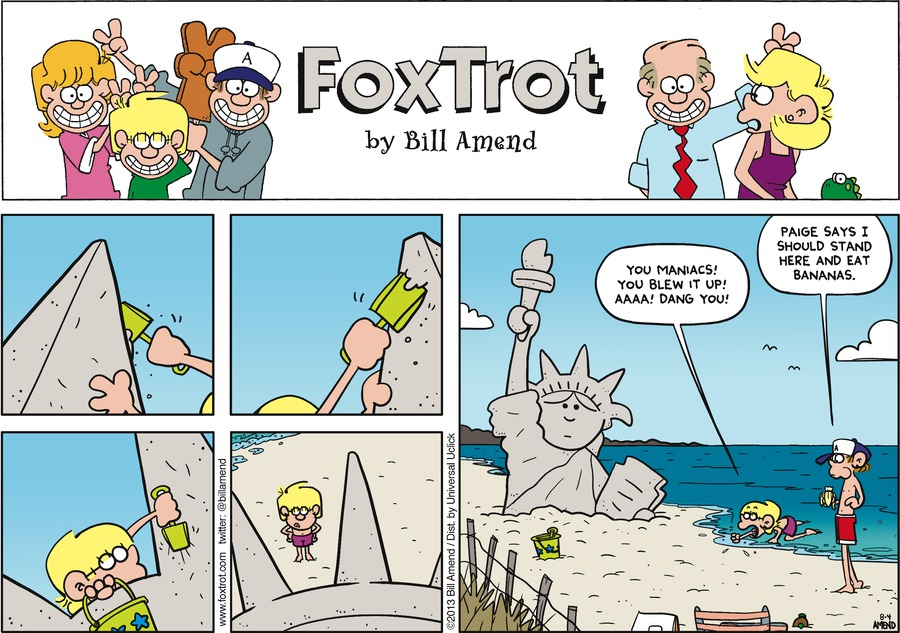 A
FoxTrot
by Bill Amend
www.foxtrot.com twitter: @billamend
©2013 Bill Amend / Dist. by Universal Uclick
YOU MANIACS!
YOU BLEW IT UP!
AAAA! DANG YOU!
PAIGE SAYS I
SHOULD STAND
HERE AND EAT
BANANAS.
A
8-4
AMEND